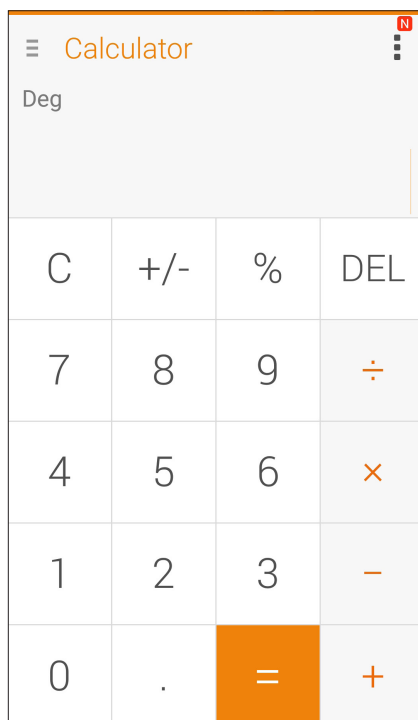 N
Calculator
Deg
C +/- % DEL
7 8 9 ÷
4 5 6 ×
1 2 3 −
0 . = +